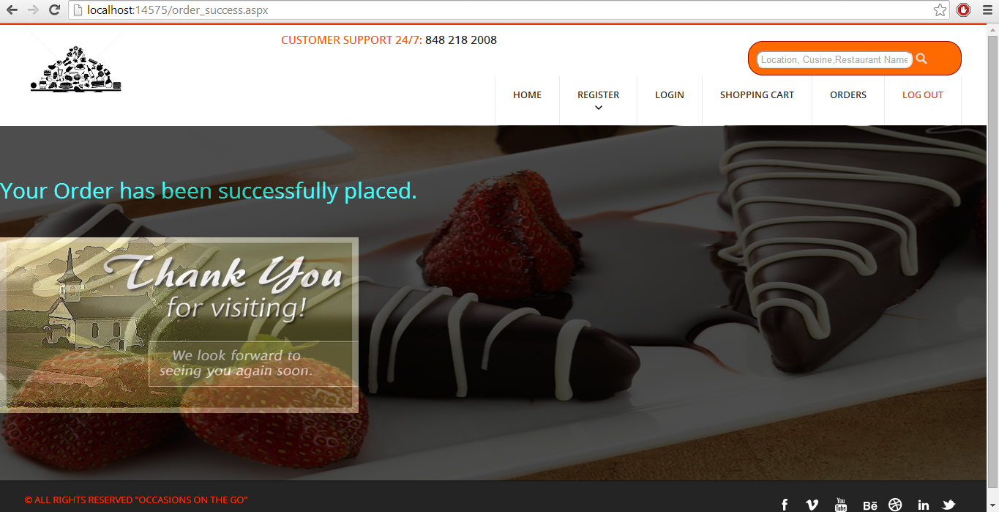 localhost:14575/order_success.aspx
CUSTOMER SUPPORT 24/7: 848 218 2008
Location, Cusine,Restaurant Name
HOME
REGISTER
LOGIN
SHOPPING CART
ORDERS
LOG OUT
Your Order has been successfully placed.
Thank You
for visiting!
We look forward to
seeing you again soon.
© ALL RIGHTS RESERVED "OCCASIONS ON THE GO"
You
Tube
Bē
in